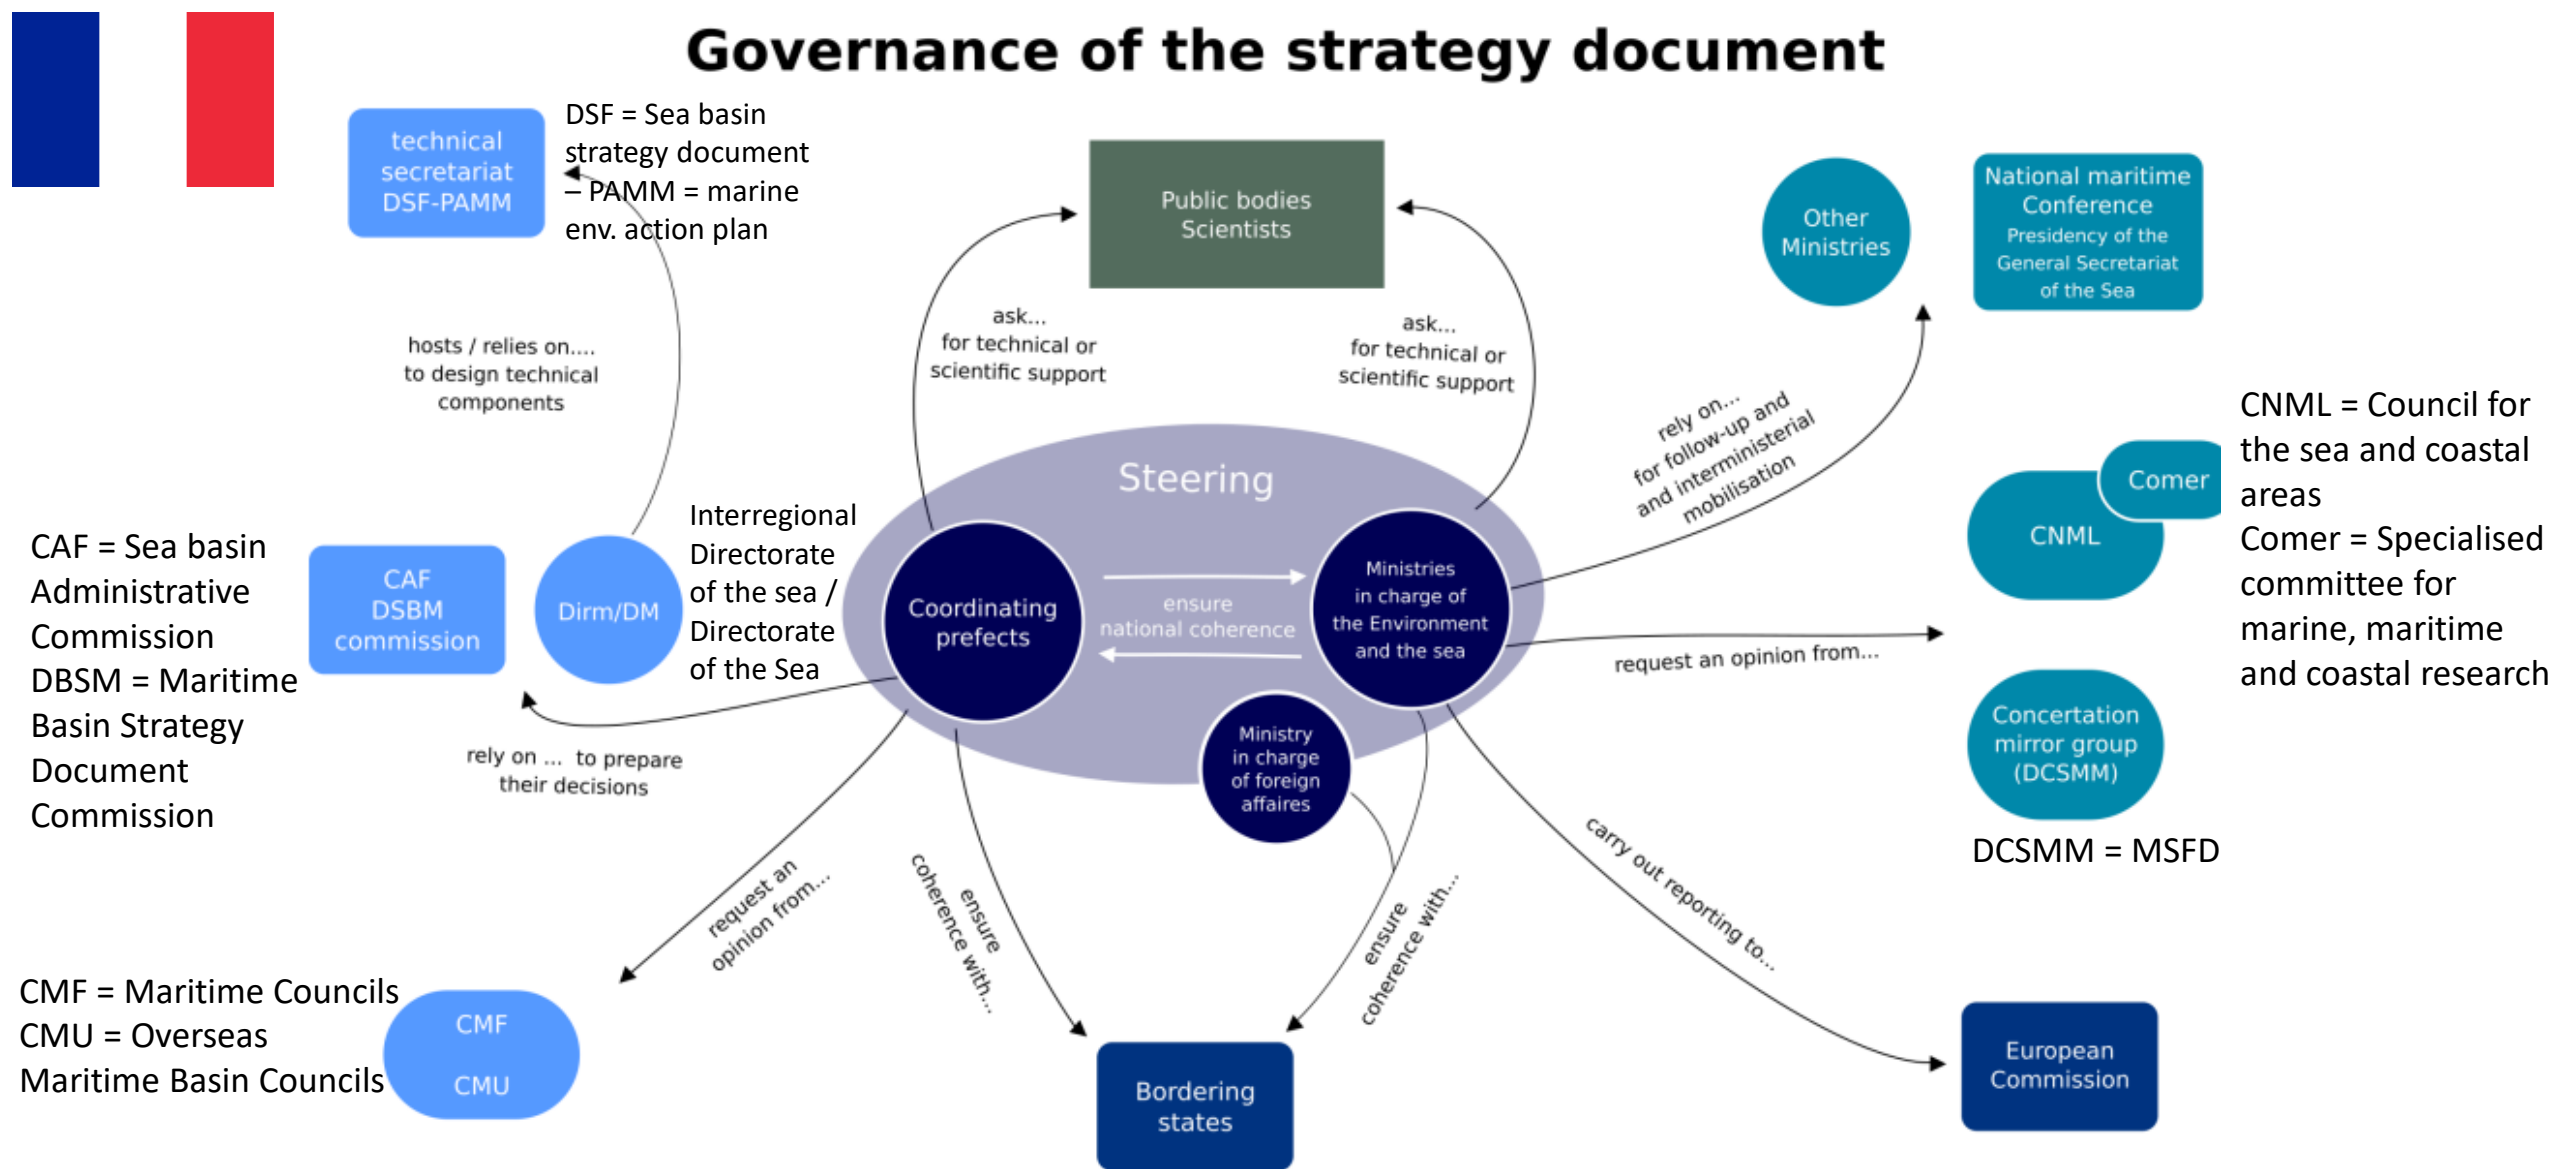 Governance of the strategy document
technical
secretariat
DSF-PAMM
DSF = Sea basin
strategy document
– PAMM = marine
env. action plan
Public bodies
Scientists
Other
Ministries
National maritime
Conference
Presidency of the
General Secretariat
of the Sea
hosts / relies on....
to design technical
components
ask...
for technical or
scientific support
ask...
for technical or
scientific support
rely on...
for follow-up and
and interministerial
mobilisation
CNML = Council for
the sea and coastal
areas
Comer = Specialised
committee for
marine, maritime
and coastal research
Comer
CNML
Steering
CAF = Sea basin
Administrative
Commission
DBSM = Maritime
Basin Strategy
Document
Commission
CAF
DSBM
commission
Dirm/DM
Interregional
Directorate
of the sea /
Directorate
of the Sea
Coordinating
prefects
ensure
national coherence
Ministries
in charge of
the Environment
and the sea
request an opinion from...
Ministry
in charge
of foreign
affaires
Concertation
mirror group
(DCSMM)
DCSMM = MSFD
rely on ... to prepare
their decisions
request an
opinion from...
ensure
coherence with...
ensure
coherence with...
carry out reporting to...
CMF = Maritime Councils
CMU = Overseas
Maritime Basin Councils
CMF
CMU
Bordering
states
European
Commission